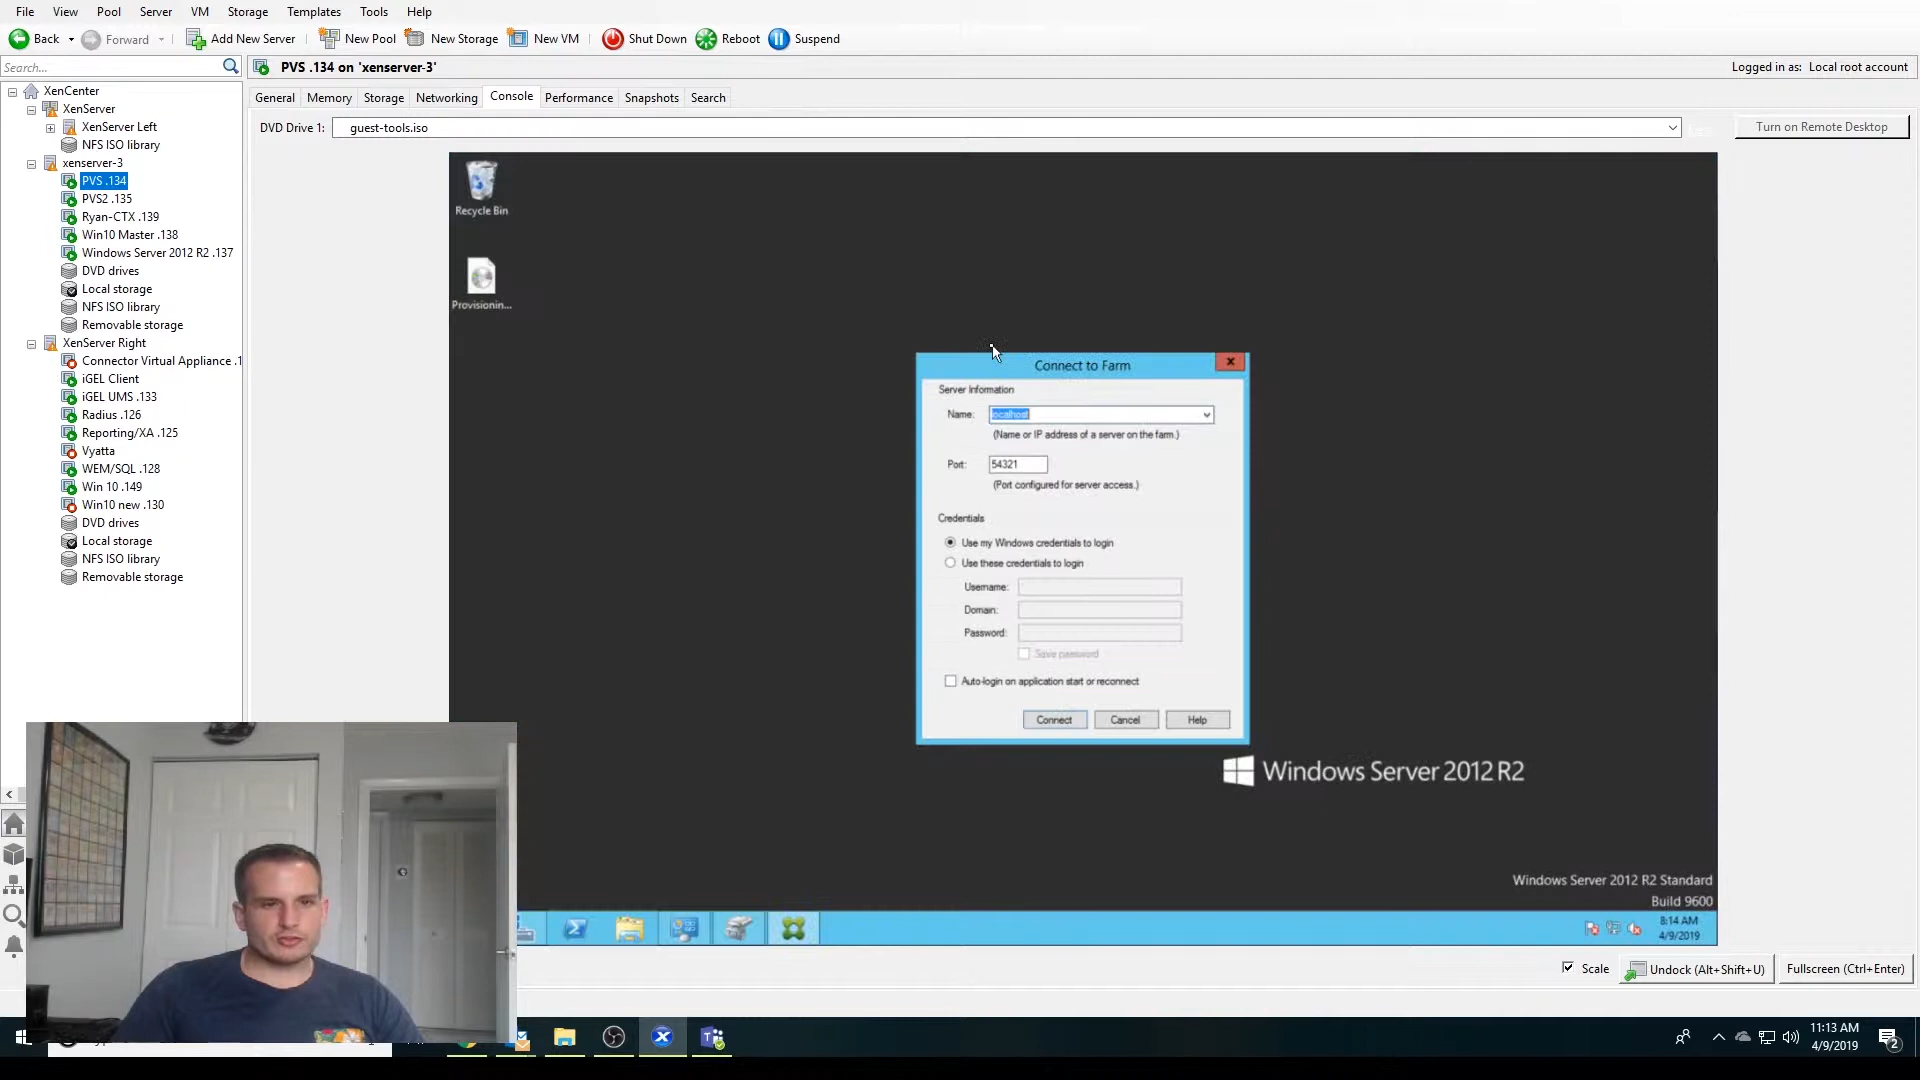 File View Pool Server VM Storage Templates Tools Help
Back Forward Add New Server New Pool New Storage New VM Shut Down Reboot Suspend
Search...
PVS .134 on 'xenserver-3'
Logged in as: Local root account
XenCenter
XenServer
XenServer Left
NFS ISO library
xenserver-3
PVS .134
PVS2 .135
Ryan-CTX .139
Win10 Master .138
Windows Server 2012 R2 .137
DVD drives
Local storage
NFS ISO library
Removable storage
XenServer Right
Connector Virtual Appliance .1
iGEL Client
iGEL UMS .133
Radius .126
Reporting/XA .125
Vyatta
WEM/SQL .128
Win 10 .149
Win10 new .130
DVD drives
Local storage
NFS ISO library
Removable storage
General Memory Storage Networking Console Performance Snapshots Search
DVD Drive 1: guest-tools.iso
Turn on Remote Desktop
Recycle Bin
Provisionin...
Connect to Farm
Server Information
Name: localhost
(Name or IP address of a server on the farm.)
Port: 54321
(Port configured for server access.)
Credentials
Use my Windows credentials to login
Use these credentials to login
Username:
Domain:
Password:
Save password
Auto-login on application start or reconnect
Connect Cancel Help
Windows Server 2012 R2
Windows Server 2012 R2 Standard
Build 9600
8:14 AM
4/9/2019
Scale
Undock (Alt+Shift+U)
Fullscreen (Ctrl+Enter)
11:13 AM
4/9/2019
2